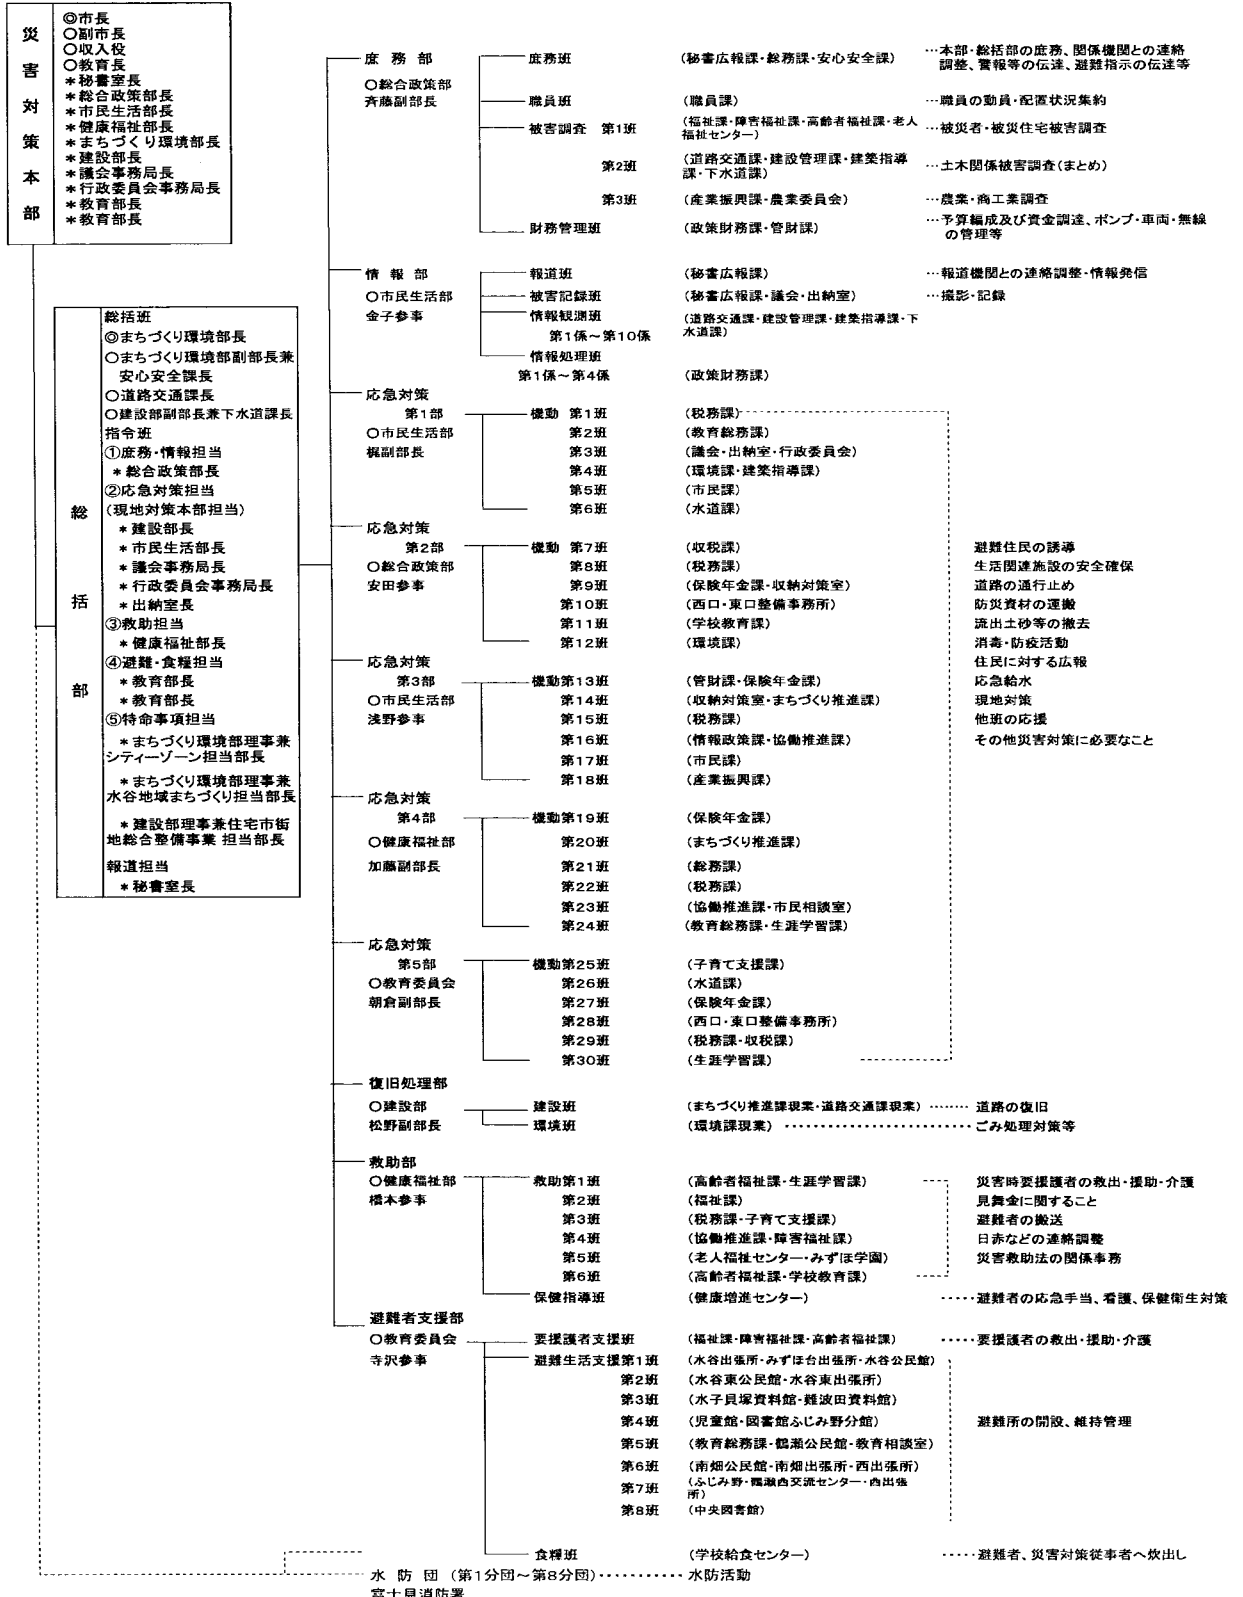 災害対策本部
◎市長
○副市長
○収入役
○教育長
*秘書室長
*総合政策部長
*市民生活部長
*健康福祉部長
*まちづくり環境部長
*建設部長
*議会事務局長
*行政委員会事務局長
*教育部長
*教育部長
総括部
総括班
◎まちづくり環境部長
○まちづくり環境部副部長兼
安心安全課長
○道路交通課長
○建設部副部長兼下水道課長
指令班
①庶務・情報担当
*総合政策部長
②応急対策担当
(現地対策本部担当)
*建設部長
*市民生活部長
*議会事務局長
*行政委員会事務局長
*出納室長
③救助担当
*健康福祉部長
④避難・食糧担当
*教育部長
*教育部長
⑤特命事項担当
*まちづくり環境部理事兼
シティーゾーン担当部長
*まちづくり環境部理事兼
水谷地域まちづくり担当部長
*建設部理事兼住宅市街
地総合整備事業 担当部長
報道担当
*秘書室長
庶務部
○総合政策部
斉藤副部長
庶務班 (秘書広報課・総務課・安心安全課) …本部・総括部の庶務、関係機関との連絡
調整、警報等の伝達、避難指示の伝達等
職員班 (職員課) …職員の動員・配置状況集約
被害調査 第1班 (福祉課・障害福祉課・高齢者福祉課・老人
福祉センター) …被災者・被災住宅被害調査
第2班 (道路交通課・建設管理課・建築指導
課・下水道課) …土木関係被害調査(まとめ)
第3班 (産業振興課・農業委員会) …農業・商工業調査
財務管理班 (政策財務課・管財課) …予算編成及び資金調達、ポンプ・車両・無線
の管理等
情報部
○市民生活部
金子参事
報道班 (秘書広報課) …報道機関との連絡調整・情報発信
被害記録班 (秘書広報課・議会・出納室) …撮影・記録
情報観測班 (道路交通課・建設管理課・建築指導課・下
水道課)
第1係~第10係
情報処理班
第1係~第4係 (政策財務課)
応急対策
第1部
○市民生活部
梶副部長
機動 第1班 (税務課)
第2班 (教育総務課)
第3班 (議会・出納室・行政委員会)
第4班 (環境課・建築指導課)
第5班 (市民課)
第6班 (水道課)
応急対策
第2部
○総合政策部
安田参事
機動 第7班 (収税課)
第8班 (税務課)
第9班 (保険年金課・収納対策室)
第10班 (西口・東口整備事務所)
第11班 (学校教育課)
第12班 (環境課)
応急対策
第3部
○市民生活部
浅野参事
機動第13班 (管財課・保険年金課)
第14班 (収納対策室・まちづくり推進課)
第15班 (税務課)
第16班 (情報政策課・協働推進課)
第17班 (市民課)
第18班 (産業振興課)
避難住民の誘導
生活関連施設の安全確保
道路の通行止め
防災資材の運搬
流出土砂等の撤去
消毒・防疫活動
住民に対する広報
応急給水
現地対策
他班の応援
その他災害対策に必要なこと
応急対策
第4部
○健康福祉部
加藤副部長
機動第19班 (保険年金課)
第20班 (まちづくり推進課)
第21班 (総務課)
第22班 (税務課)
第23班 (協働推進課・市民相談室)
第24班 (教育総務課・生涯学習課)
応急対策
第5部
○教育委員会
朝倉副部長
機動第25班 (子育て支援課)
第26班 (水道課)
第27班 (保険年金課)
第28班 (西口・東口整備事務所)
第29班 (税務課・収税課)
第30班 (生涯学習課)
復旧処理部
○建設部
松野副部長
建設班 (まちづくり推進課現業・道路交通課現業) …… 道路の復旧
環境班 (環境課現業) …… ごみ処理対策等
救助部
○健康福祉部
橋本参事
救助第1班 (高齢者福祉課・生涯学習課)
第2班 (福祉課)
第3班 (税務課・子育て支援課)
第4班 (協働推進課・障害福祉課)
第5班 (老人福祉センター・みずほ学園)
第6班 (高齢者福祉課・学校教育課)
災害時要援護者の救出・援助・介護
見舞金に関すること
避難者の搬送
日赤などの連絡調整
災害救助法の関係事務
保健指導班 (健康増進センター) ……避難者の応急手当、看護、保健衛生対策
避難者支援部
○教育委員会
寺沢参事
要援護者支援班 (福祉課・障害福祉課・高齢者福祉課) ……要援護者の救出・援助・介護
避難生活支援第1班 (水谷出張所・みずほ台出張所・水谷公民館)
第2班 (水谷東公民館・水谷東出張所)
第3班 (水子貝塚資料館・難波田資料館)
第4班 (児童館・図書館ふじみ野分館)
第5班 (教育総務課・鶴瀬公民館・教育相談室)
第6班 (南畑公民館・南畑出張所・西出張所)
第7班 (ふじみ野・鶴瀬西交流センター・西出張
所)
第8班 (中央図書館)
避難所の開設、維持管理
食糧班 (学校給食センター) ……避難者、災害対策従事者へ炊出し
水防団 (第1分団~第8分団)……… 水防活動
富士見消防署